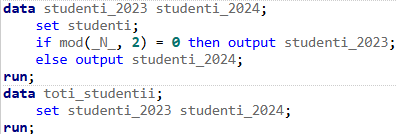 data studenti_2023 studenti_2024;
    set studenti;
    if mod(_N_, 2) = 0 then output studenti_2023;
    else output studenti_2024;
run;
data toti_studentii;
    set studenti_2023 studenti_2024;
run;